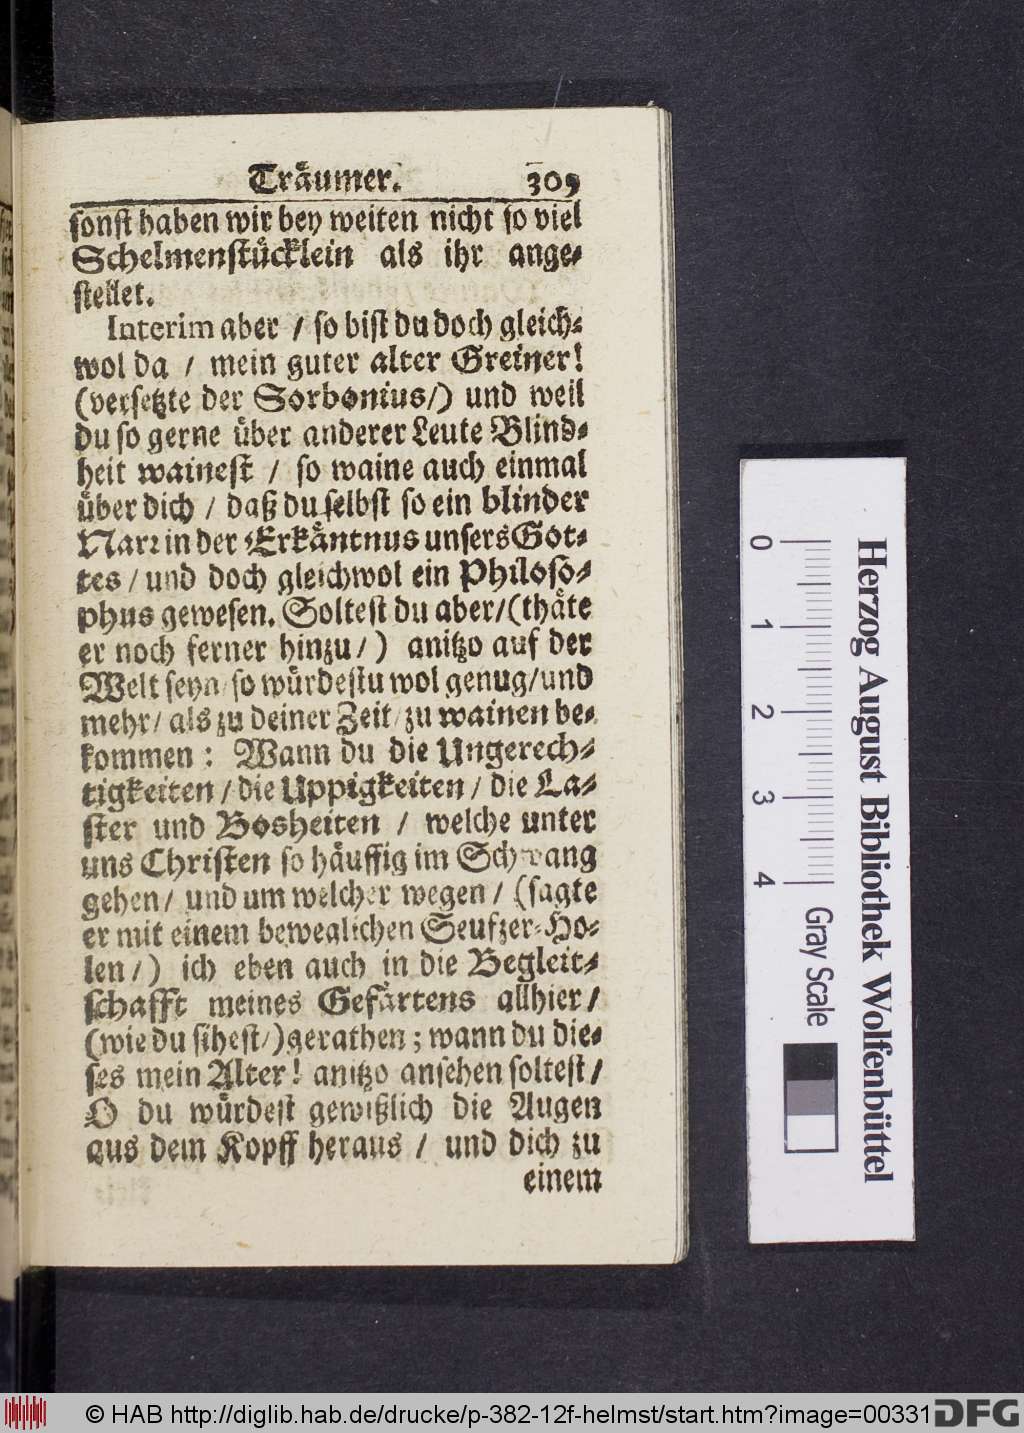 Träumer. 309
sonst haben wir bey weiten nicht so viel
Schelmenstücklein als ihr ange-
stellet.
Interim aber / so bist du doch gleich-
wol da / mein guter alter Greiner!
(versetzte der Sorbonius/) und weil
du so gerne über anderer Leute Blind-
heit wainest / so waine auch einmal
über dich / daß du selbst so ein blinder
Narr in der Erkäntnus unsers Got-
tes / und doch gleichwol ein Philoso-
phus gewesen. Soltest du aber/(thäte
er noch ferner hinzu/) anitzo auf der
Welt seyn/so würdestu wol genug/und
mehr/ als zu deiner Zeit/zu wainen be-
kommen: Wann du die Ungerech-
tigkeiten / die Uppigkeiten / die La-
ster und Bosheiten / welche unter
uns Christen so häuffig im Schwang
gehen/ und um welcher wegen / (sagte
er mit einem beweglichen Seufzer-Ho-
len/) ich eben auch in die Begleit-
schafft meines Gefärtens allhier/
(wie du sihest/)gerathen; wann du die-
ses mein Alter! anitzo ansehen soltest/
O du würdest gewißlich die Augen
aus dem Kopff heraus / und dich zu
einem
Herzog August Bibliothek Wolfenbüttel
0 1 2 3 4 Gray Scale
© HAB http://diglib.hab.de/drucke/p-382-12f-helmst/start.htm?image=00331
DFG